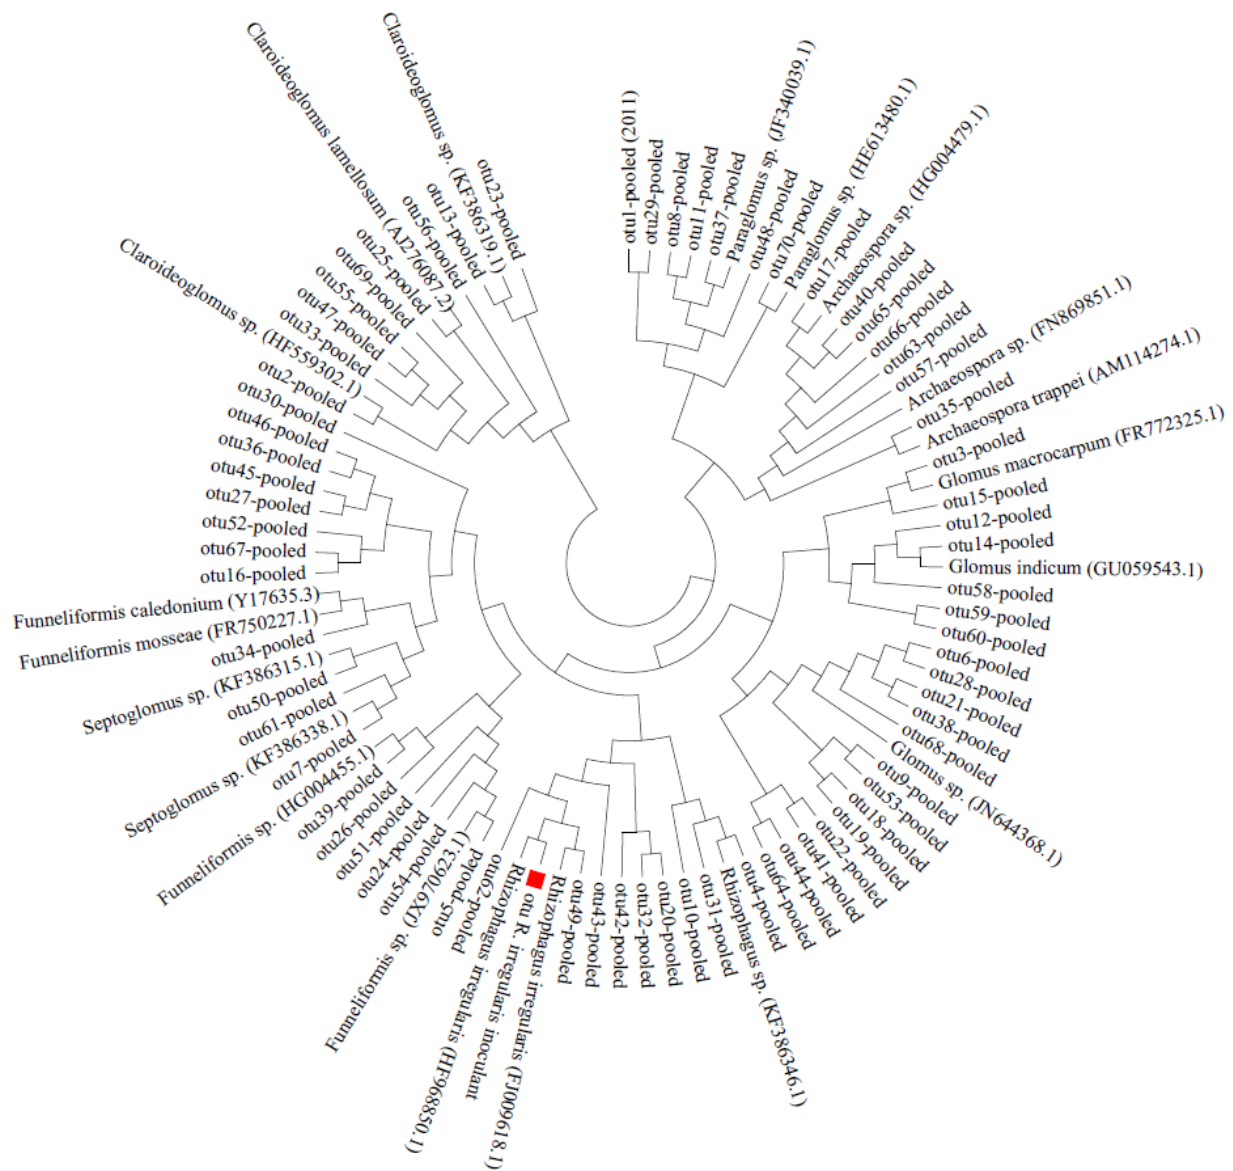 otu1-pooled (2011)
otu29-pooled
otu8-pooled
otu11-pooled
otu37-pooled
Paraglomus sp. (JF340039.1)
otu48-pooled
otu70-pooled
Paraglomus sp. (HE613480.1)
otu17-pooled
Archaeospora sp. (HG004479.1)
otu40-pooled
otu65-pooled
otu66-pooled
otu63-pooled
otu57-pooled
Archaeospora sp. (FN869851.1)
otu35-pooled
Archaeospora trappei (AM114274.1)
otu3-pooled
Glomus macrocarpum (FR772325.1)
otu15-pooled
otu12-pooled
otu14-pooled
Glomus indicum (GU059543.1)
otu58-pooled
otu59-pooled
otu60-pooled
otu6-pooled
otu28-pooled
otu21-pooled
otu38-pooled
otu68-pooled
Glomus sp. (JN644368.1)
otu9-pooled
otu53-pooled
otu18-pooled
otu19-pooled
otu22-pooled
otu41-pooled
otu44-pooled
otu64-pooled
otu4-pooled
Rhizophagus sp. (KF386346.1)
otu31-pooled
otu10-pooled
otu20-pooled
otu32-pooled
otu42-pooled
otu43-pooled
otu49-pooled
Rhizophagus irregularis (FJ009618.1)
otu R. irregularis inoculant
Rhizophagus irregularis (HF968850.1)
otu62-pooled
otu5-pooled
Funneliformis sp. (JX970623.1)
otu54-pooled
otu24-pooled
otu51-pooled
otu26-pooled
otu39-pooled
Funneliformis sp. (HG004455.1)
otu7-pooled
Septoglomus sp. (KF386338.1)
otu61-pooled
otu50-pooled
Septoglomus sp. (KF386315.1)
otu34-pooled
Funneliformis mosseae (FR750227.1)
Funneliformis caledonium (Y17635.3)
otu16-pooled
otu67-pooled
otu52-pooled
otu27-pooled
otu45-pooled
otu36-pooled
otu46-pooled
otu30-pooled
otu2-pooled
Claroideoglomus sp. (HF559302.1)
otu33-pooled
otu47-pooled
otu55-pooled
otu69-pooled
otu25-pooled
Claroideoglomus lamellosum (AJ276087.2)
otu56-pooled
otu13-pooled
Claroideoglomus sp. (KF386319.1)
otu23-pooled